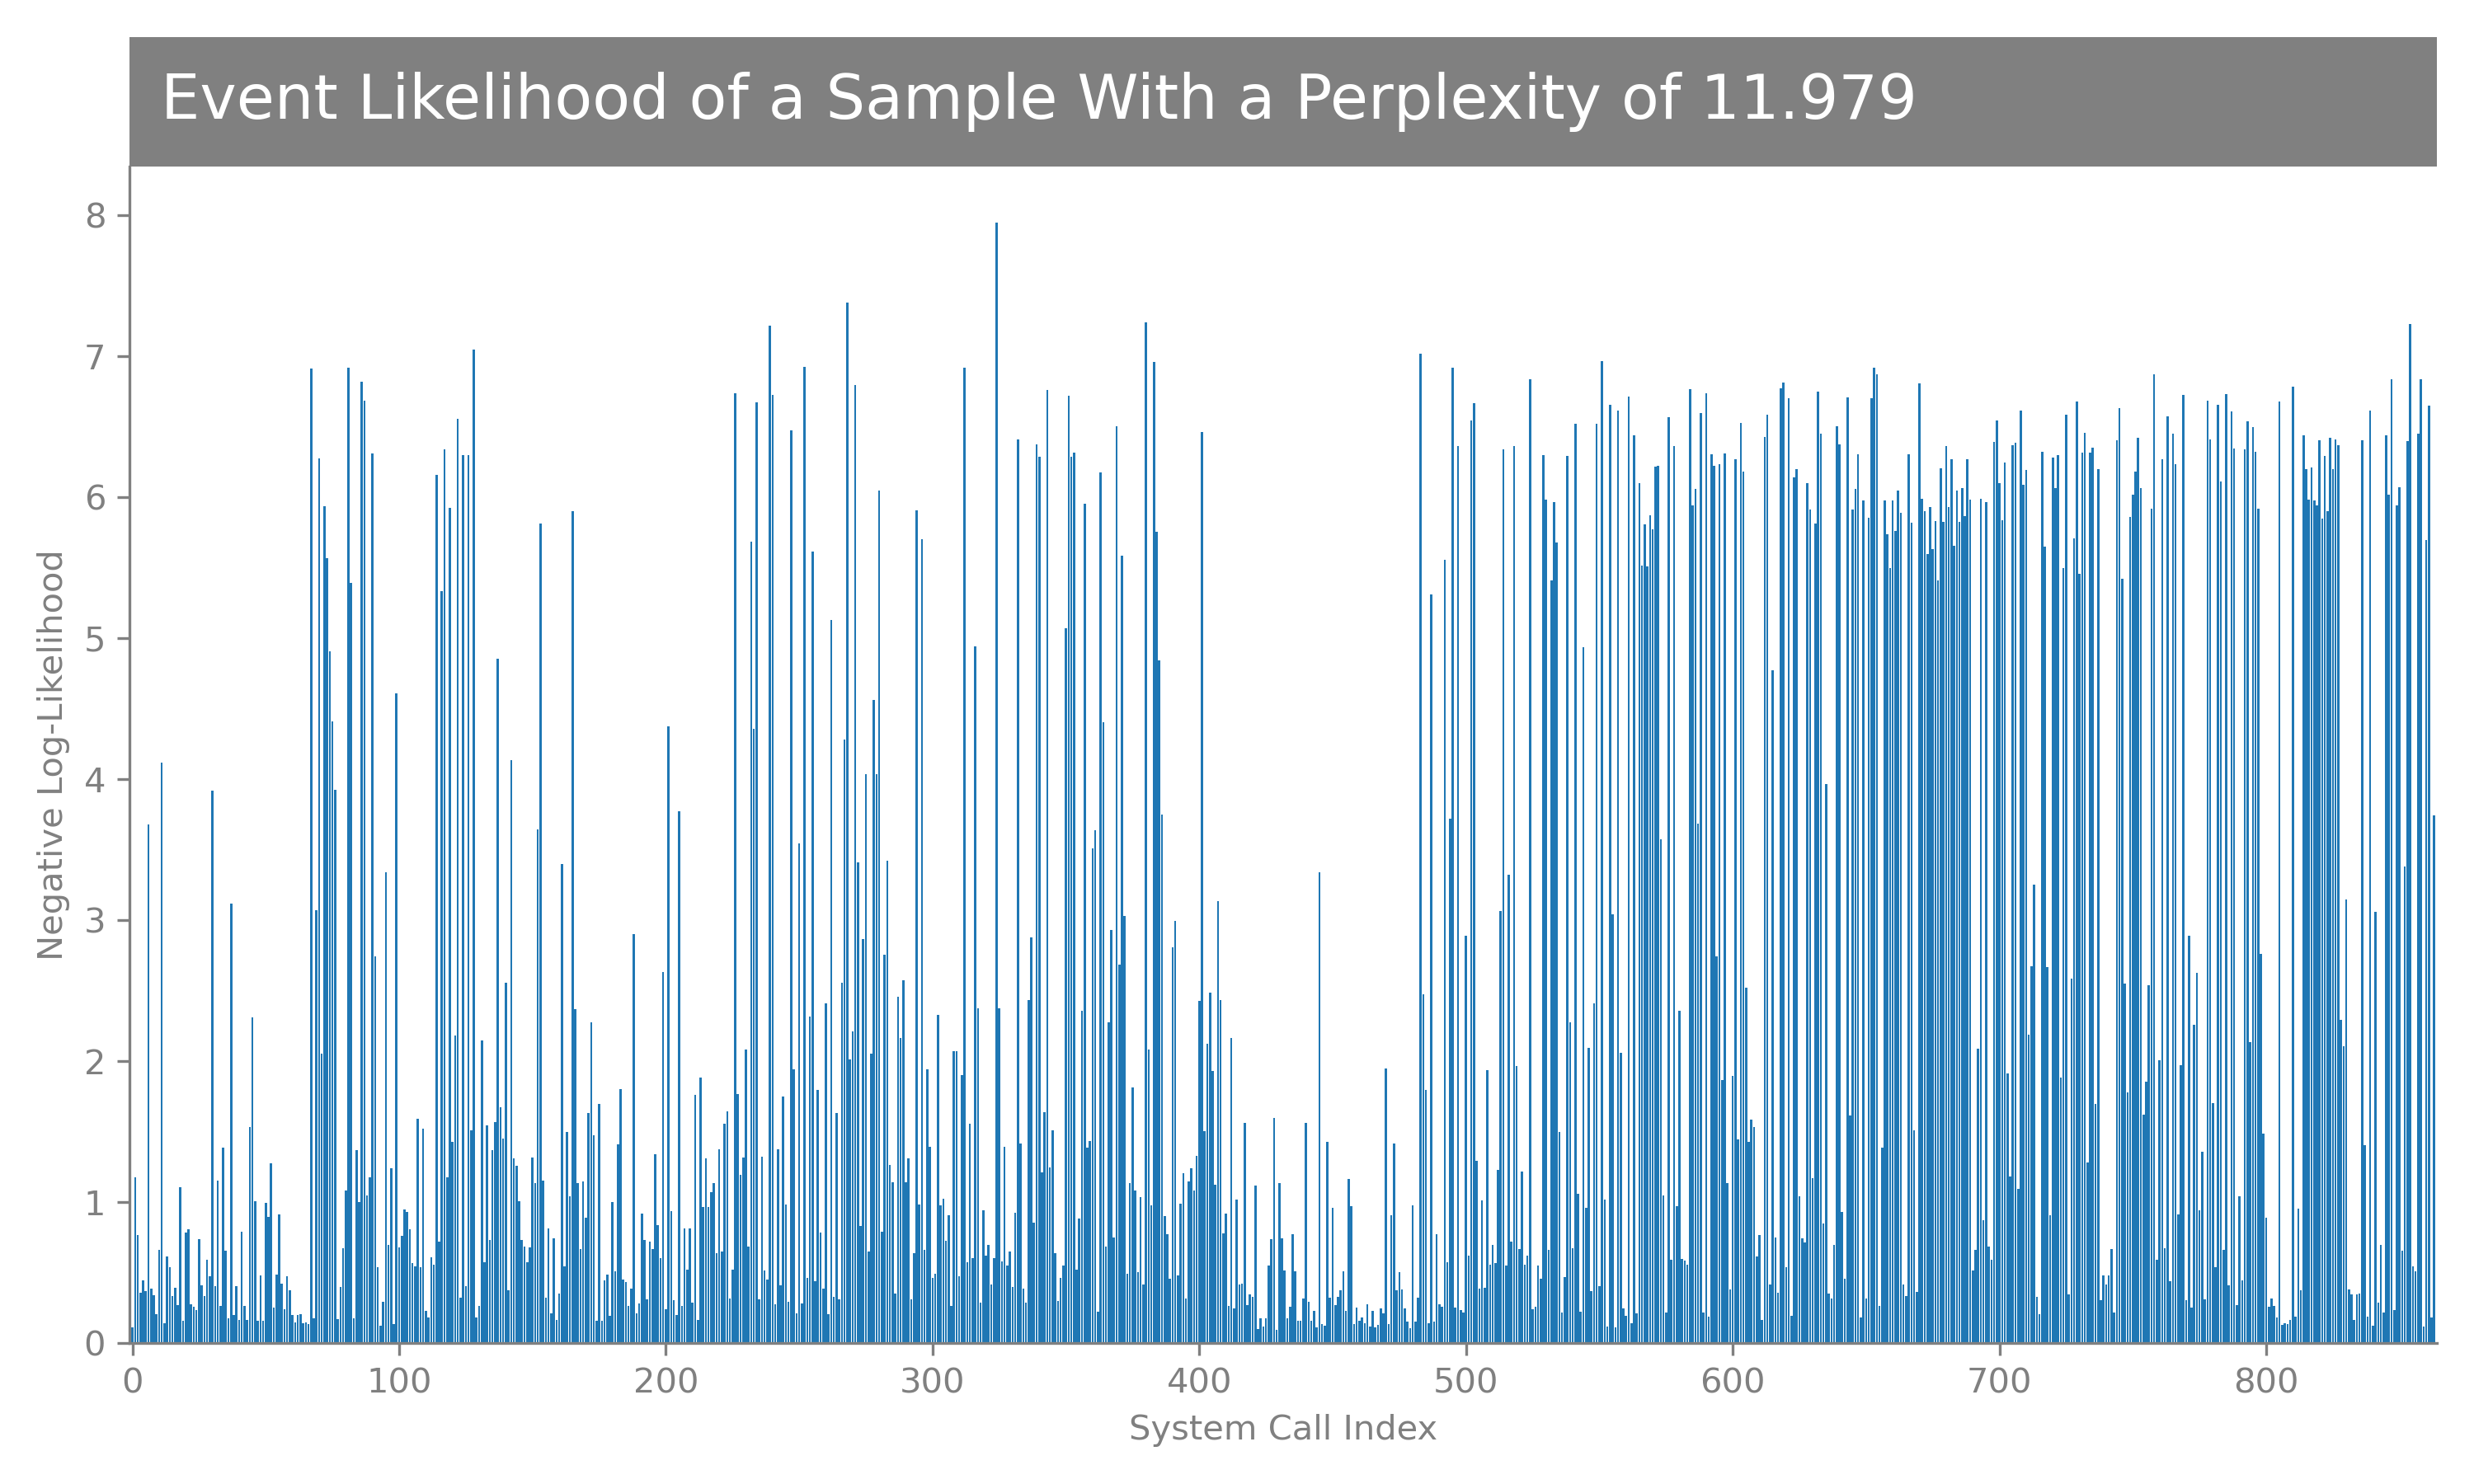 Event Likelihood of a Sample With a Perplexity of 11.979
8
7
6
5
4
3
2
1
0
Negative Log-Likelihood
0 100 200 300 400 500 600 700 800
System Call Index